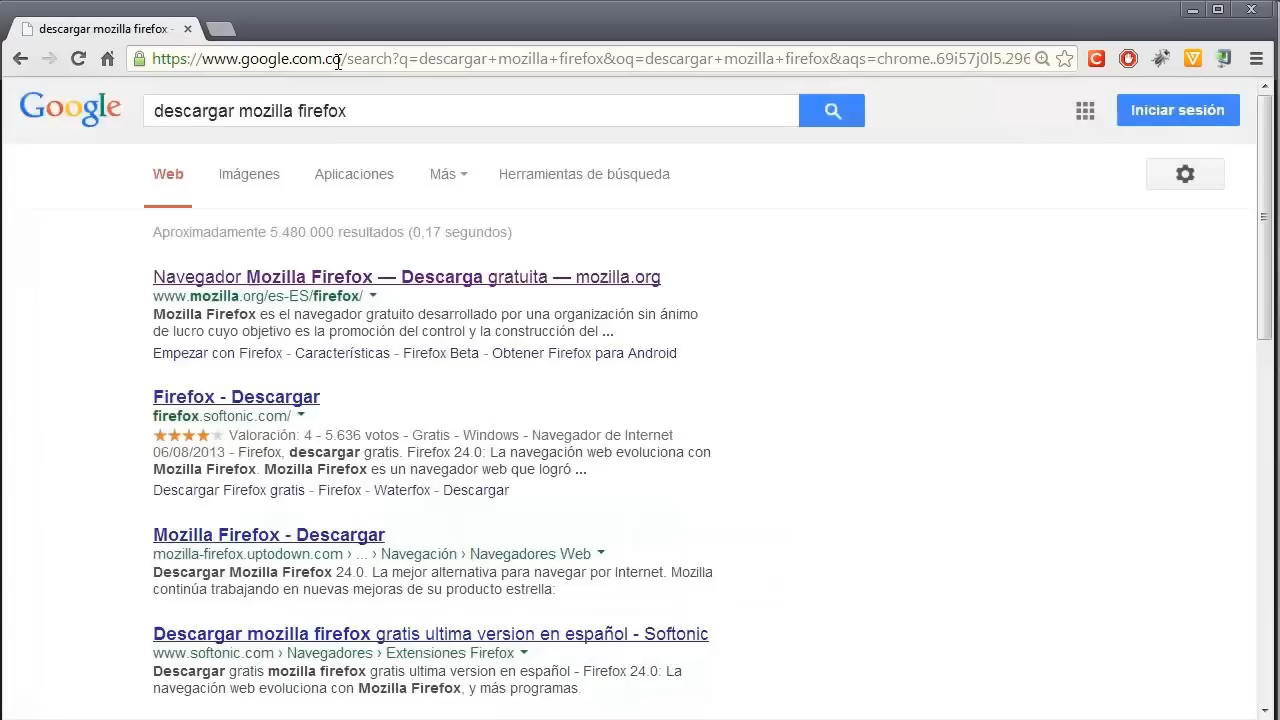 descargar mozilla firefox -
https://www.google.com.co/search?q=descargar+mozilla+firefox&oq=descargar+mozilla+firefox&aqs=chrome..69i57j0l5.296
Google
descargar mozilla firefox
Iniciar sesión
Web Imágenes Aplicaciones Más Herramientas de búsqueda
Aproximadamente 5.480.000 resultados (0,17 segundos)
Navegador Mozilla Firefox — Descarga gratuita — mozilla.org
www.mozilla.org/es-ES/firefox/
Mozilla Firefox es el navegador gratuito desarrollado por una organización sin ánimo
de lucro cuyo objetivo es la promoción del control y la construcción del ...
Empezar con Firefox - Características - Firefox Beta - Obtener Firefox para Android
Firefox - Descargar
firefox.softonic.com/
Valoración: 4 - 5.636 votos - Gratis - Windows - Navegador de Internet
06/08/2013 - Firefox, descargar gratis. Firefox 24.0: La navegación web evoluciona con
Mozilla Firefox. Mozilla Firefox es un navegador web que logró ...
Descargar Firefox gratis - Firefox - Waterfox - Descargar
Mozilla Firefox - Descargar
mozilla-firefox.uptodown.com › ... › Navegación › Navegadores Web
Descargar Mozilla Firefox 24.0. La mejor alternativa para navegar por Internet. Mozilla
continúa trabajando en nuevas mejoras de su producto estrella:
Descargar mozilla firefox gratis ultima version en español - Softonic
www.softonic.com › Navegadores › Extensiones Firefox
Descargar gratis mozilla firefox gratis ultima version en español - Firefox 24.0: La
navegación web evoluciona con Mozilla Firefox, y más programas.